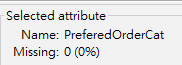 Selected attribute
Name: PreferedOrderCat
Missing: 0 (0%)